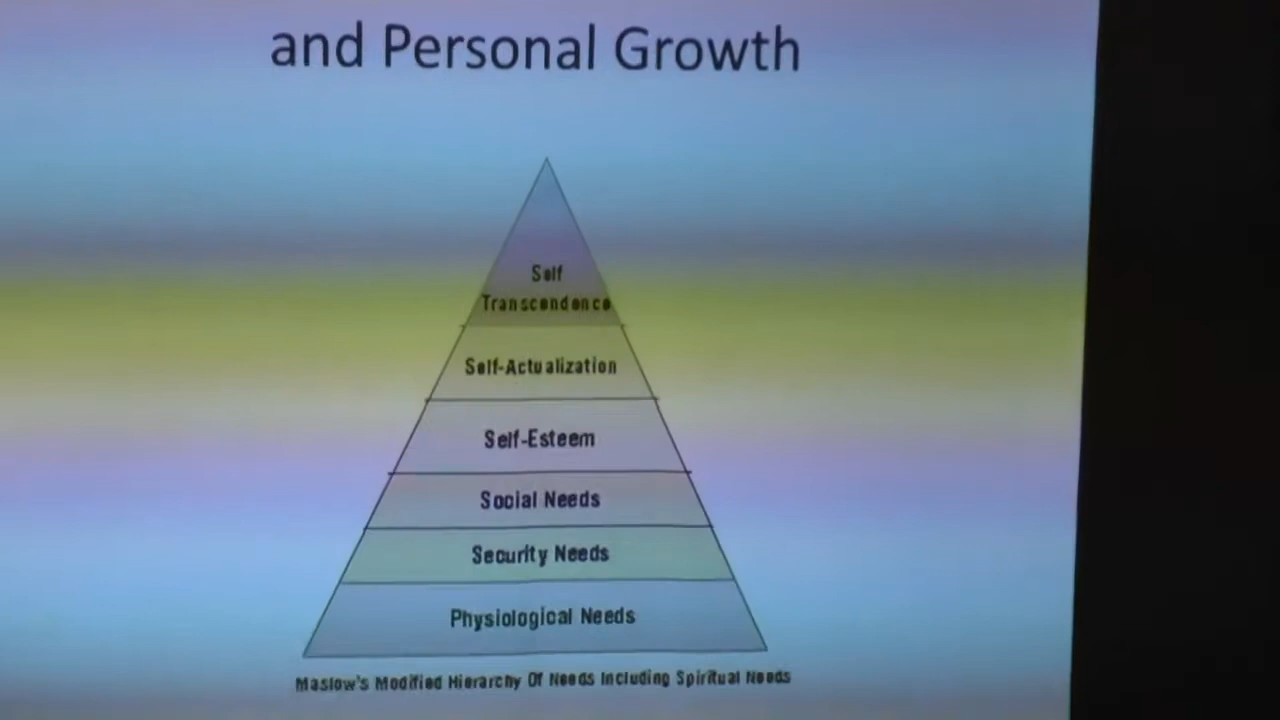 and Personal Growth
Self
Transcendence
Self-Actualization
Self-Esteem
Social Needs
Security Needs
Physiological Needs
Maslow's Modified Hierarchy Of Needs Including Spiritual Needs